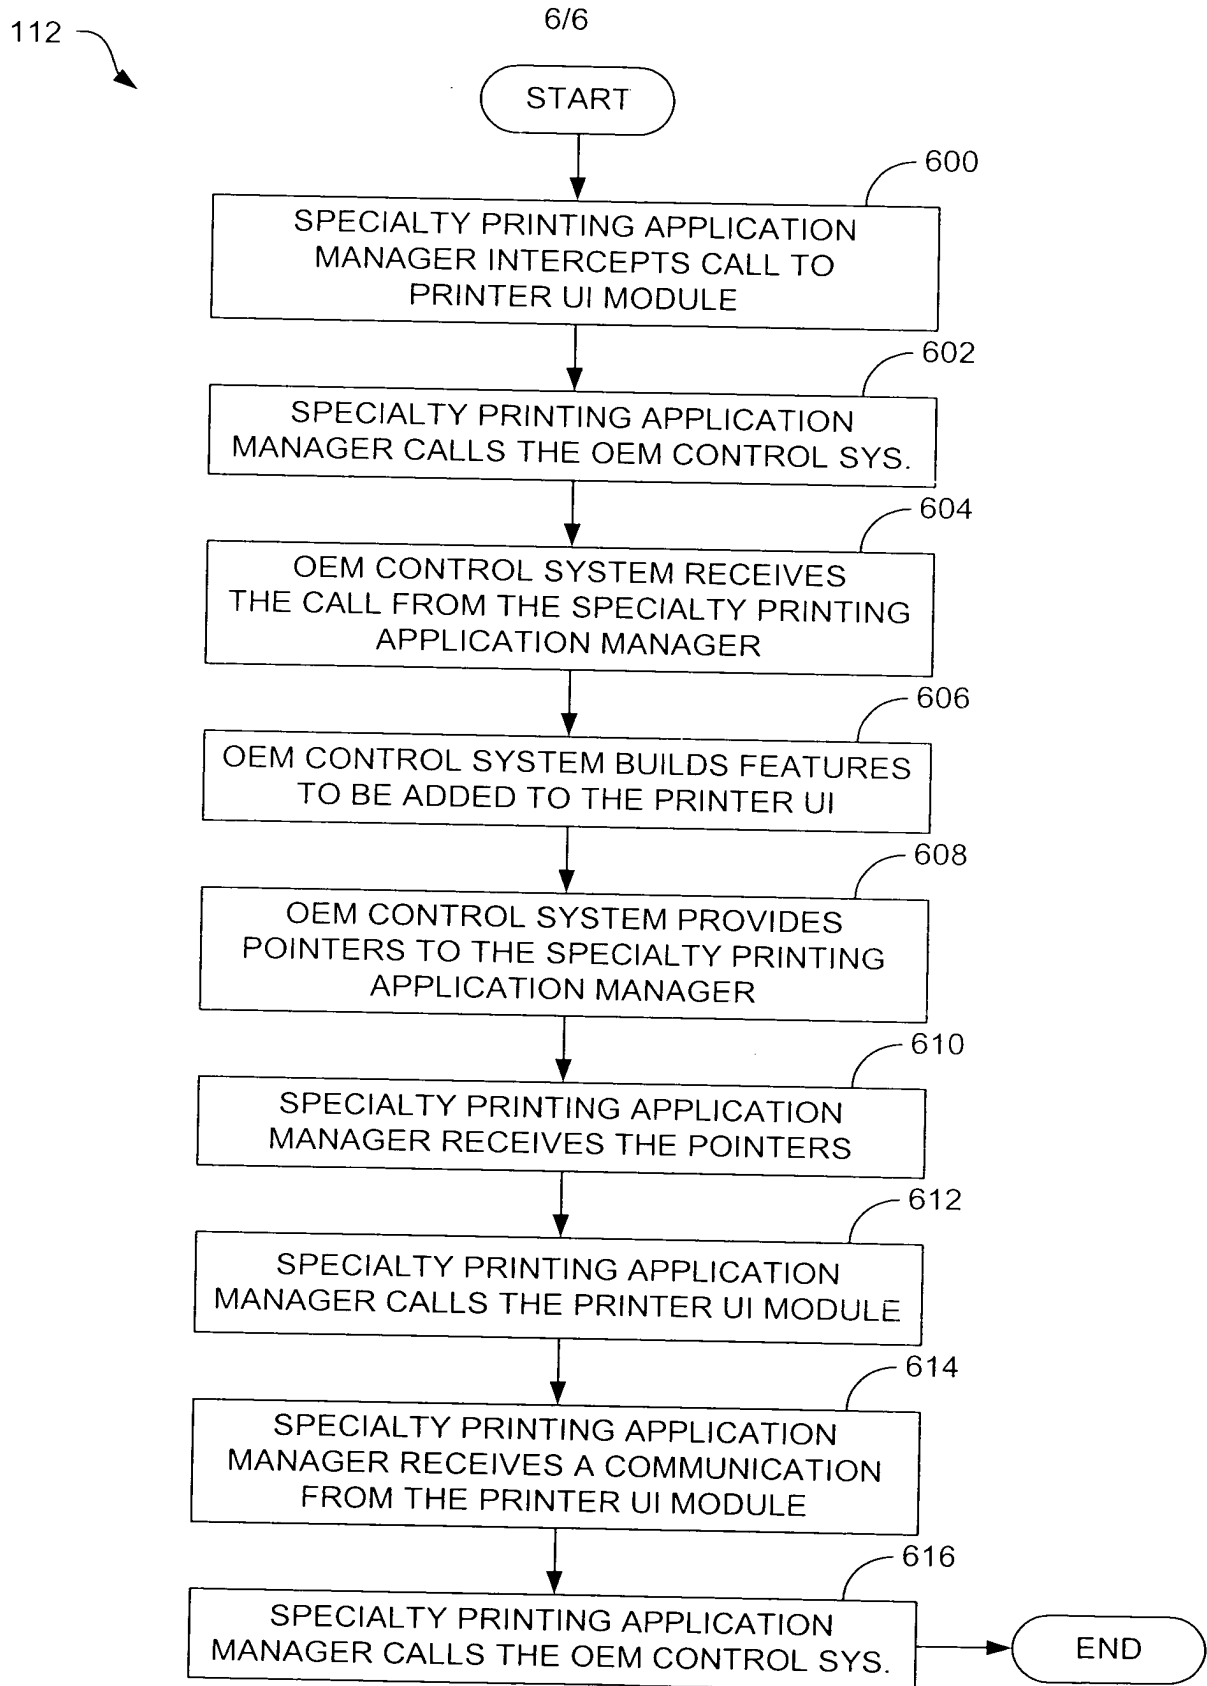 6/6
112
START
600
SPECIALTY PRINTING APPLICATION
MANAGER INTERCEPTS CALL TO
PRINTER UI MODULE
602
SPECIALTY PRINTING APPLICATION
MANAGER CALLS THE OEM CONTROL SYS.
604
OEM CONTROL SYSTEM RECEIVES
THE CALL FROM THE SPECIALTY PRINTING
APPLICATION MANAGER
606
OEM CONTROL SYSTEM BUILDS FEATURES
TO BE ADDED TO THE PRINTER UI
608
OEM CONTROL SYSTEM PROVIDES
POINTERS TO THE SPECIALTY PRINTING
APPLICATION MANAGER
610
SPECIALTY PRINTING APPLICATION
MANAGER RECEIVES THE POINTERS
612
SPECIALTY PRINTING APPLICATION
MANAGER CALLS THE PRINTER UI MODULE
614
SPECIALTY PRINTING APPLICATION
MANAGER RECEIVES A COMMUNICATION
FROM THE PRINTER UI MODULE
616
SPECIALTY PRINTING APPLICATION
MANAGER CALLS THE OEM CONTROL SYS.
END